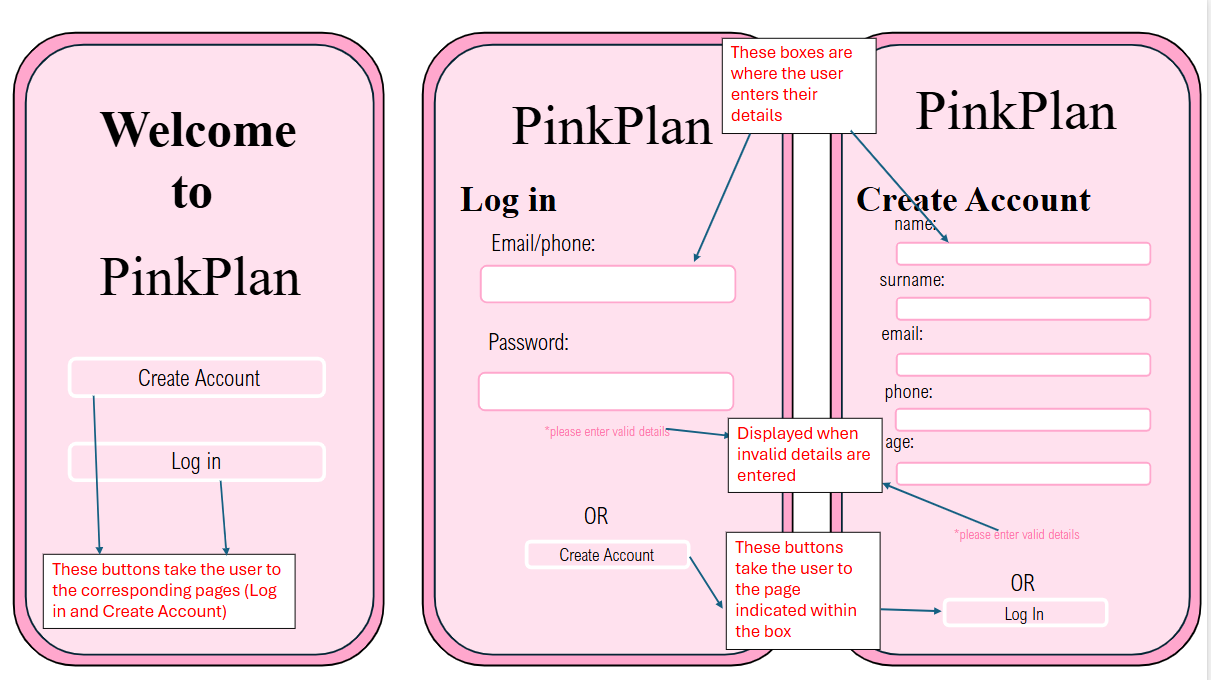 Welcome
to
PinkPlan
Create Account
Log in
These buttons take the user to
the corresponding pages (Log
in and Create Account)
PinkPlan
Log in
Email/phone:
Password:
*please enter valid details
OR
Create Account
These boxes are
where the user
enters their
details
Displayed when
invalid details are
entered
These buttons
take the user to
the page
indicated within
the box
PinkPlan
Create Account
name:
surname:
email:
phone:
age:
*please enter valid details
OR
Log In